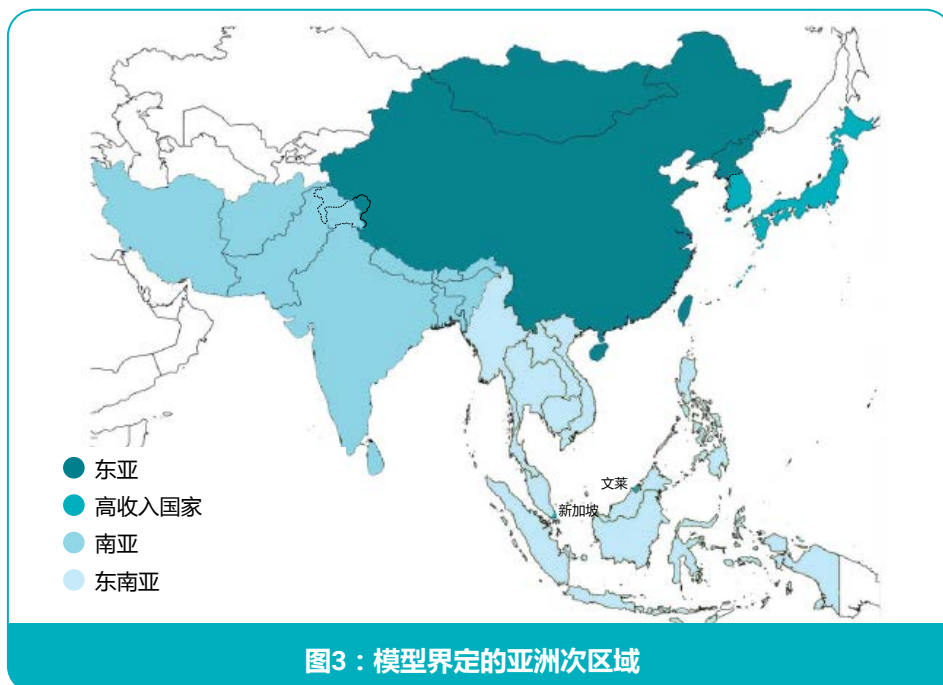 文莱
新加坡
东亚
高收入国家
南亚
东南亚
图3：模型界定的亚洲次区域